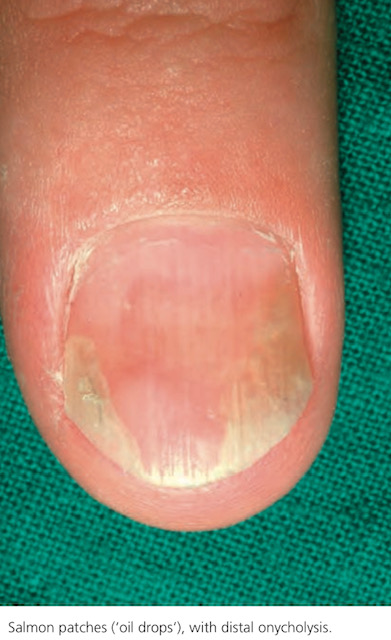 Salmon patches (‘oil drops’), with distal onycholysis.